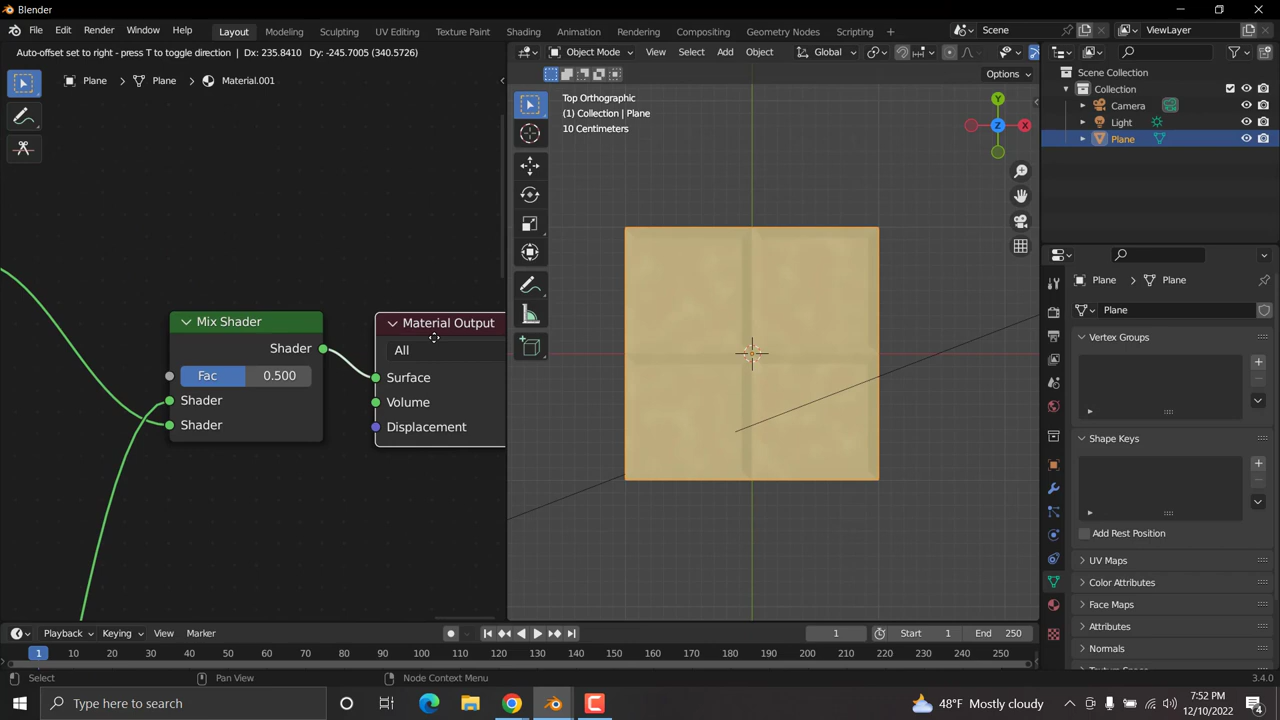 Blender
File Edit Render Window Help Layout Modeling Sculpting UV Editing Texture Paint Shading Animation Rendering Compositing Geometry Nodes Scripting Scene ViewLayer
Auto-offset set to right - press T to toggle direction | Dx: 235.8410 Dy: -245.7005 (340.5726)
Object Mode View Select Add Object Global
Options
Plane Plane Material.001
Top Orthographic
(1) Collection | Plane
10 Centimeters
Y
Z
X
Scene Collection
Collection
Camera
Light
Plane
Plane Plane
Plane
Vertex Groups
Shape Keys
Add Rest Position
UV Maps
Color Attributes
Face Maps
Attributes
Normals
Mix Shader
Shader
Fac 0.500
Shader
Shader
Material Output
All
Surface
Volume
Displacement
Playback Keying View Marker
1 Start 1 End 250
1 10 20 30 40 50 60 70 80 90 100 110 120 130 140 150 160 170 180 190 200 210 220 230 240 250
Select Pan View Node Context Menu 3.4.0
Type here to search
48°F Mostly cloudy
7:52 PM
12/10/2022
4